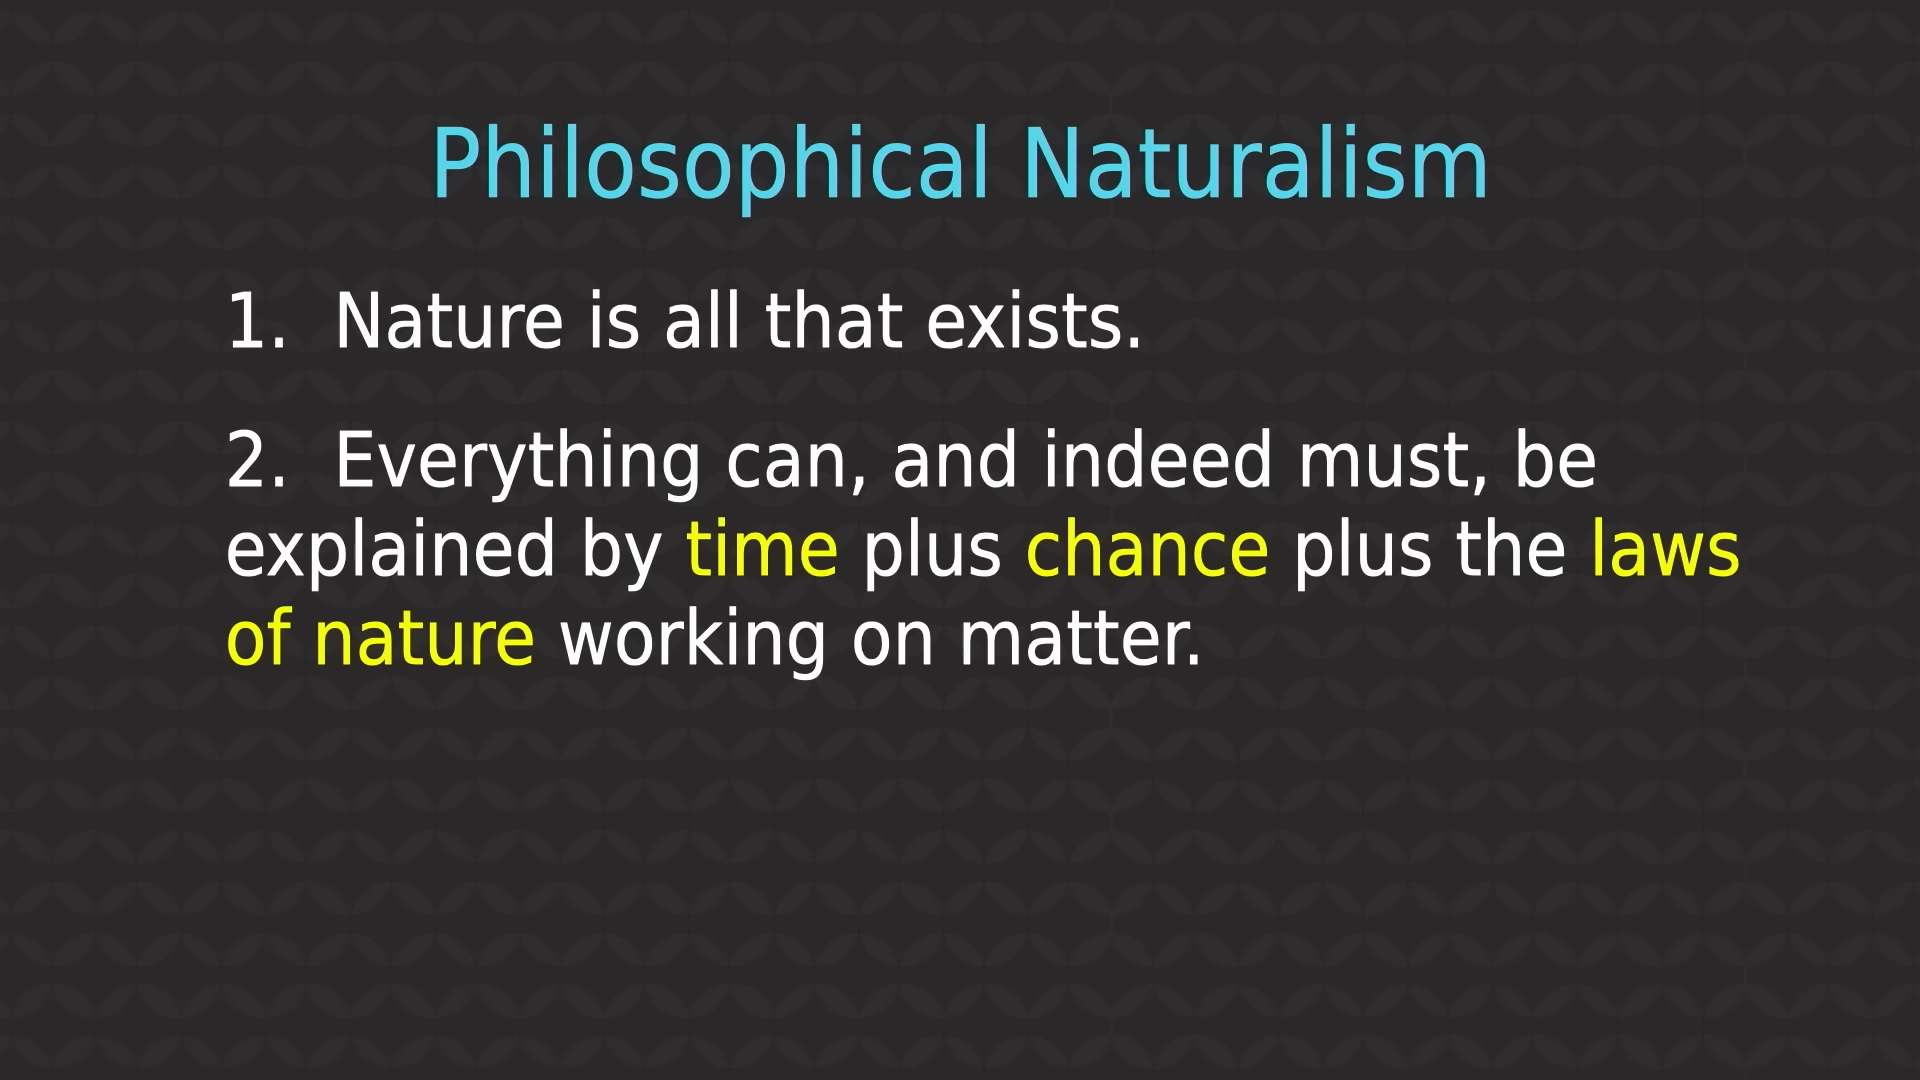 Philosophical Naturalism
1. Nature is all that exists.
2. Everything can, and indeed must, be
explained by time plus chance plus the laws
of nature working on matter.